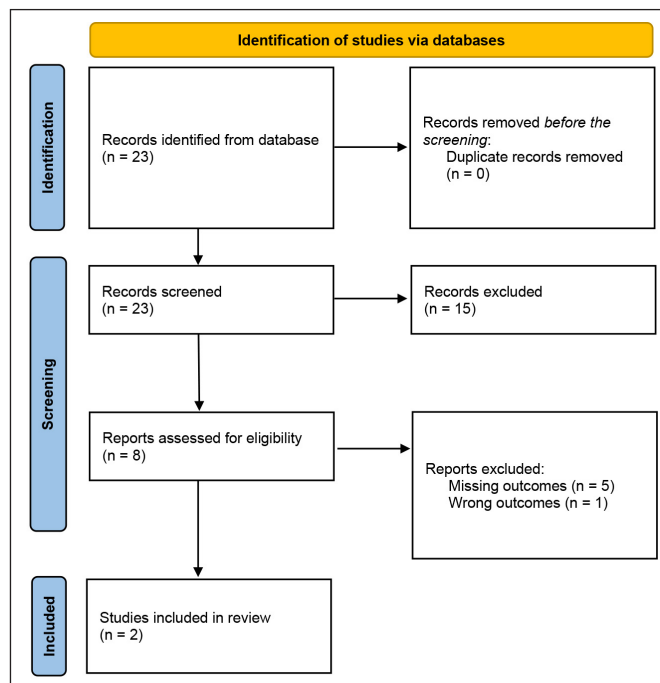 Identification of studies via databases
Identification
Records identified from database
(n = 23)
Records removed before the
screening:
Duplicate records removed
(n = 0)
Screening
Records screened
(n = 23)
Records excluded
(n = 15)
Reports assessed for eligibility
(n = 8)
Reports excluded:
Missing outcomes (n = 5)
Wrong outcomes (n = 1)
Included
Studies included in review
(n = 2)